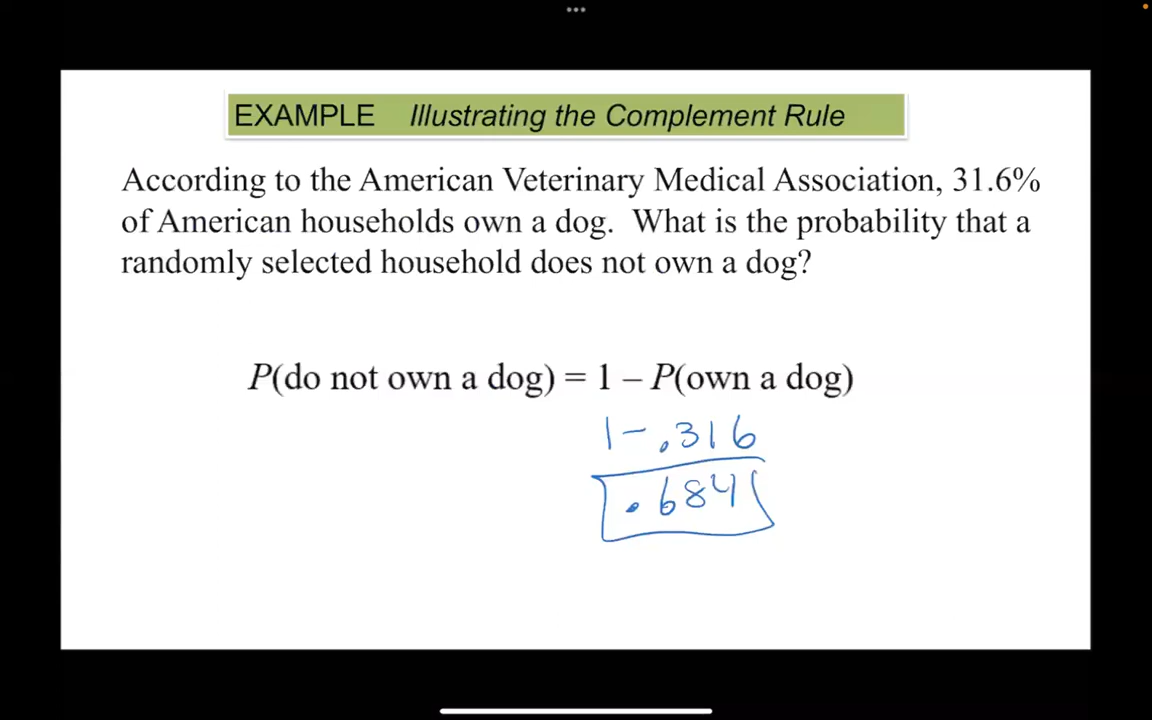 EXAMPLE Illustrating the Complement Rule
According to the American Veterinary Medical Association, 31.6%
of American households own a dog. What is the probability that a
randomly selected household does not own a dog?
P(do not own a dog) = 1 – P(own a dog)
1 - .316
.684